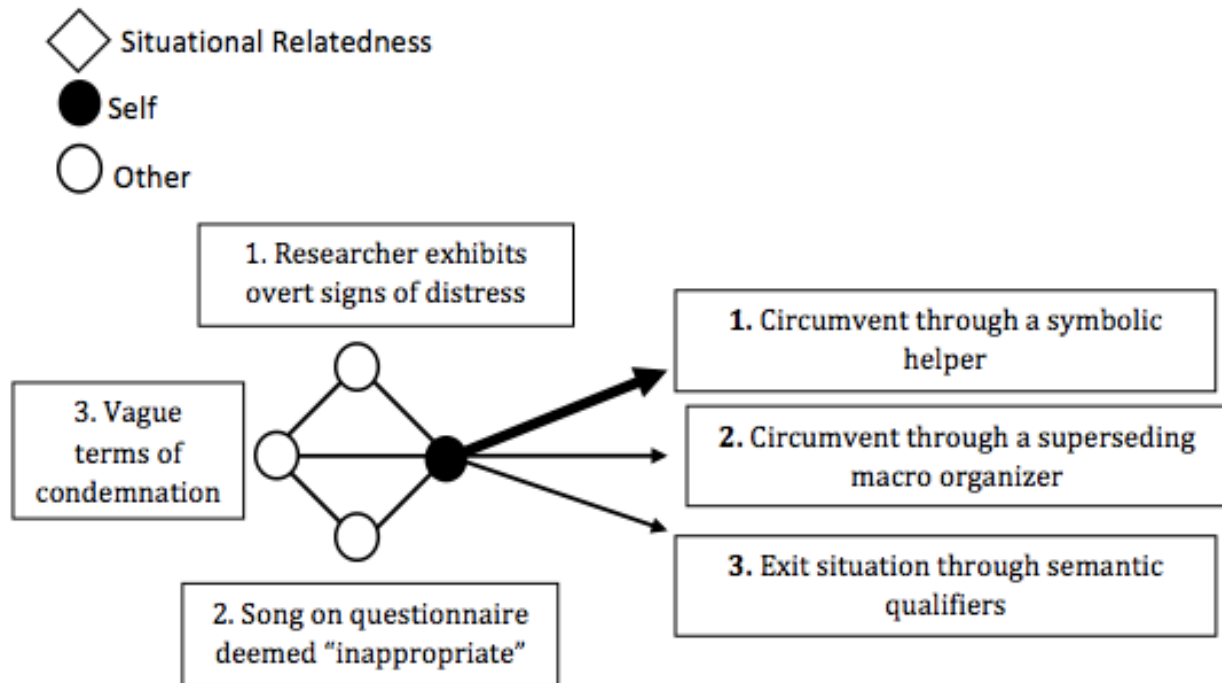 Situational Relatedness
Self
Other
1. Researcher exhibits
overt signs of distress
3. Vague
terms of
condemnation
2. Song on questionnaire
deemed “inappropriate”
1. Circumvent through a symbolic
helper
2. Circumvent through a superseding
macro organizer
3. Exit situation through semantic
qualifiers